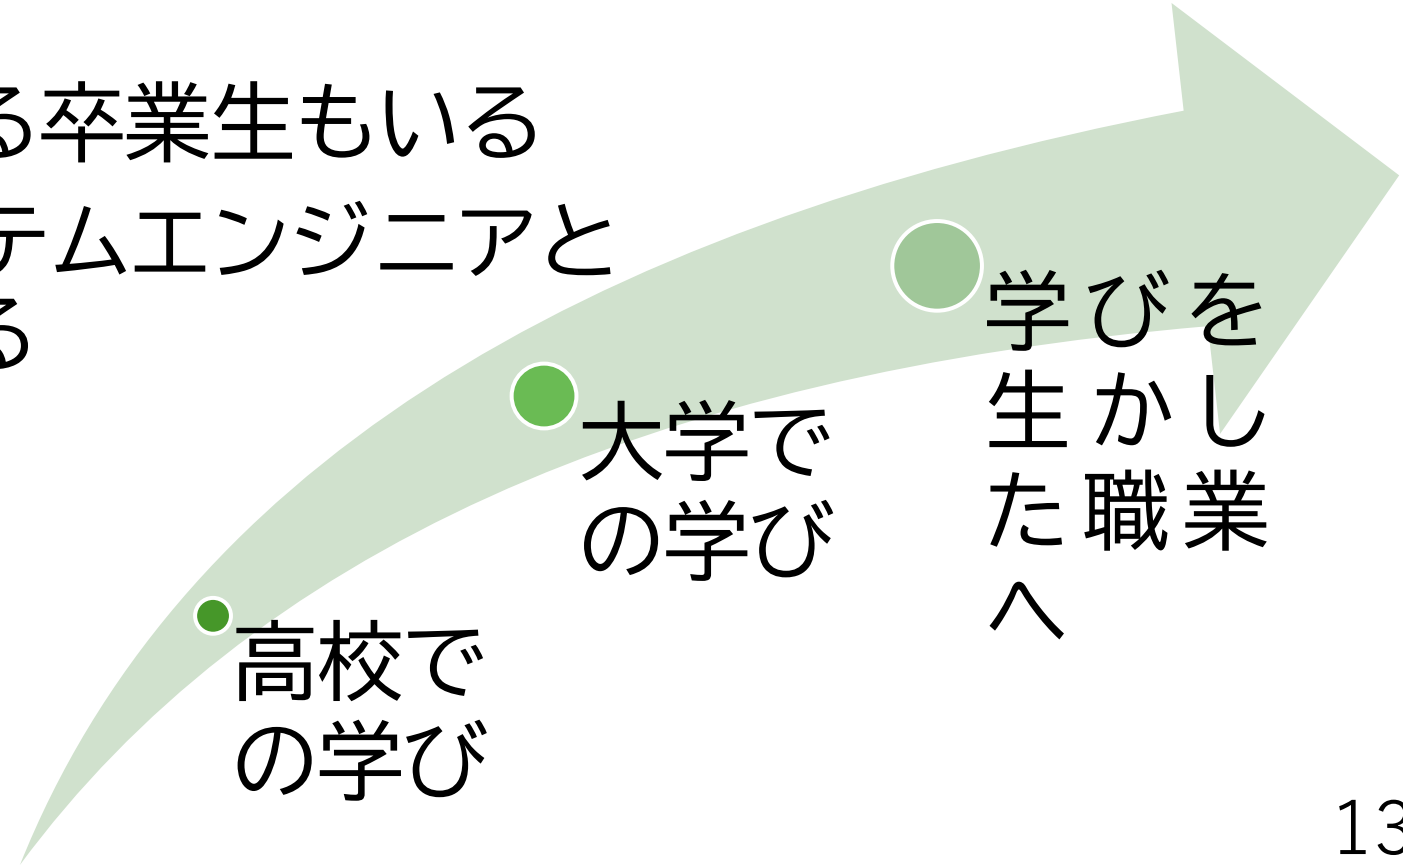 る卒業生もいる
テムエンジニアと
る
学びを
生かし
た職業
へ
大学で
の学び
高校で
の学び
13